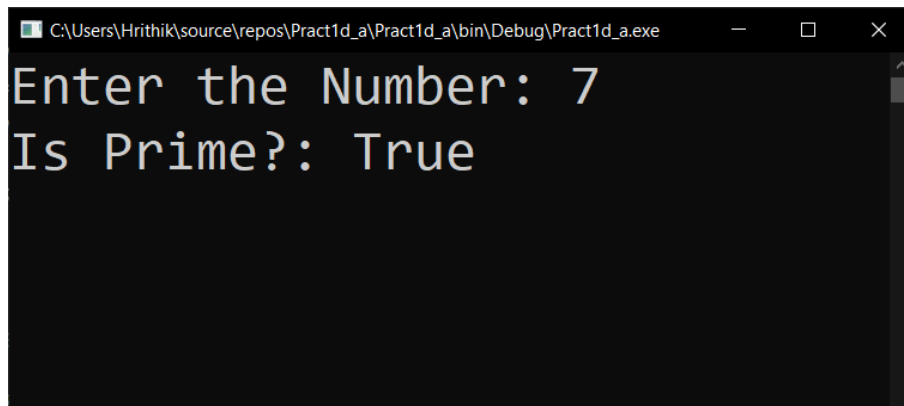 C:\Users\Hrithik\source\repos\Pract1d_a\Pract1d_a\bin\Debug\Pract1d_a.exe
Enter the Number: 7
Is Prime?: True